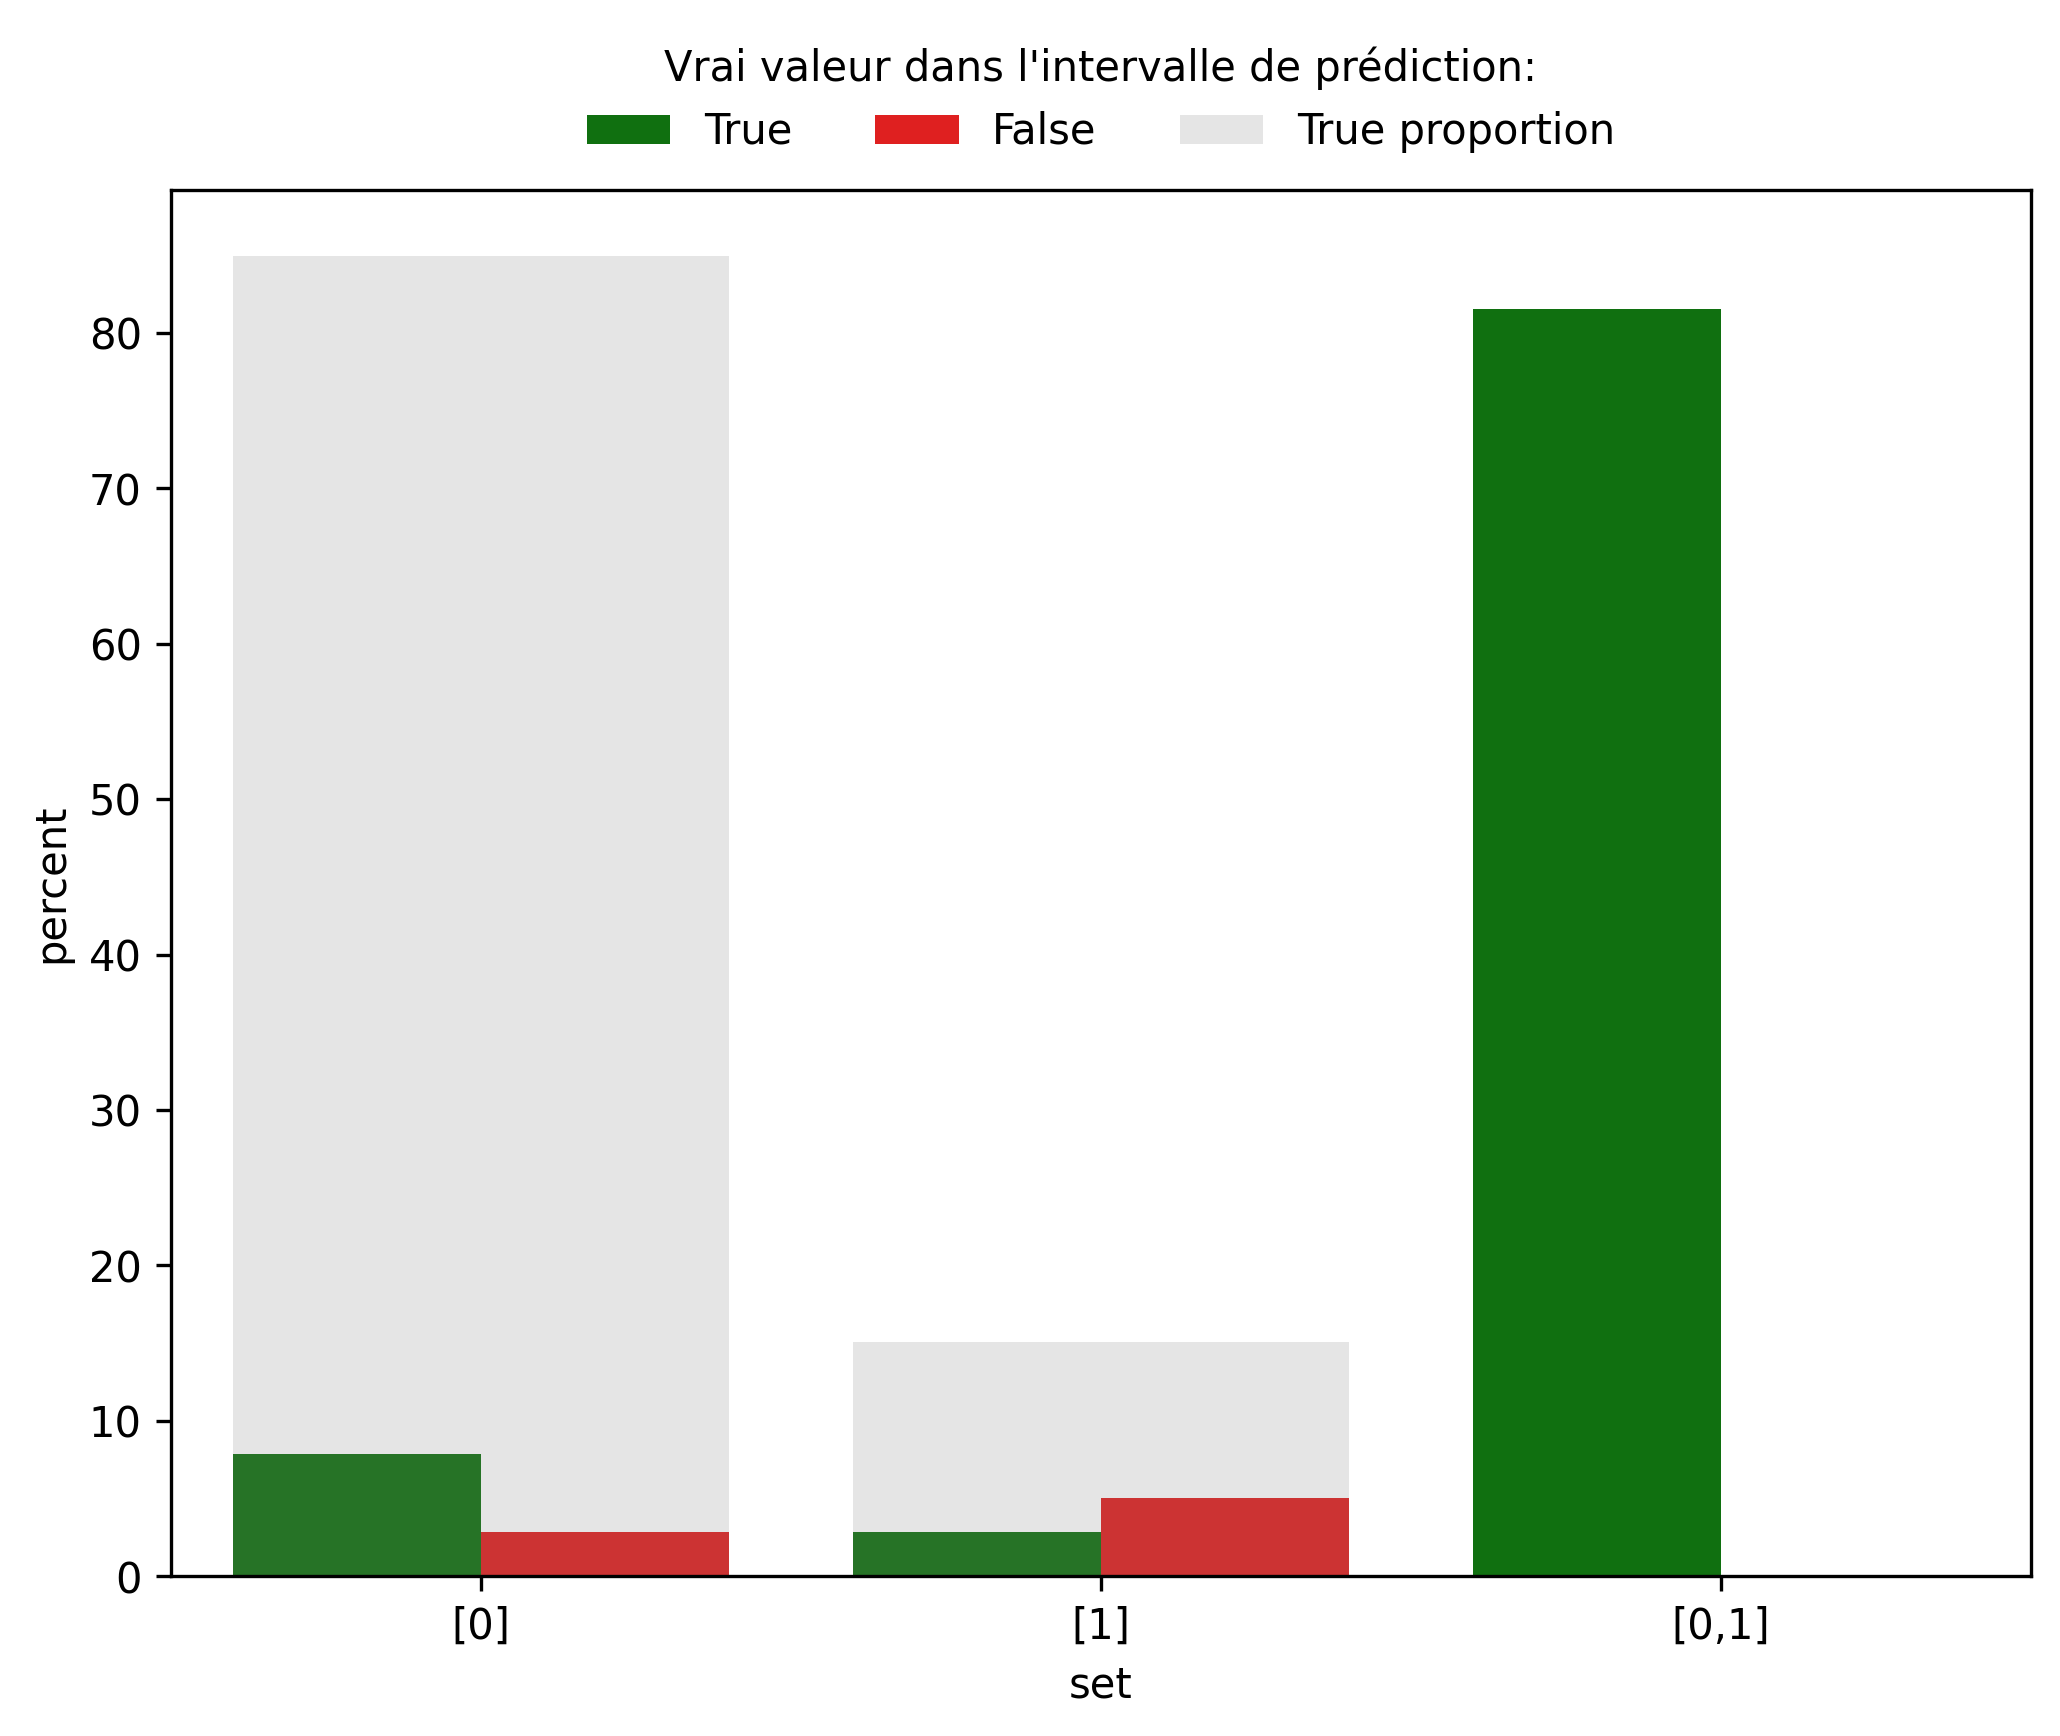 Vrai valeur dans l'intervalle de prédiction:
True False True proportion
80
70
60
50
40
30
20
10
0
percent
[0] [1] [0,1]
set